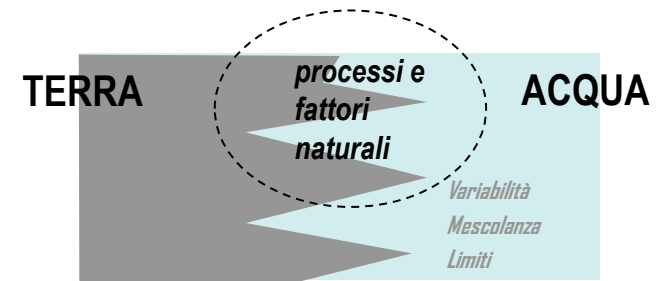 TERRA
processi e
fattori
naturali
ACQUA
Variabilità
Mescolanza
Limiti